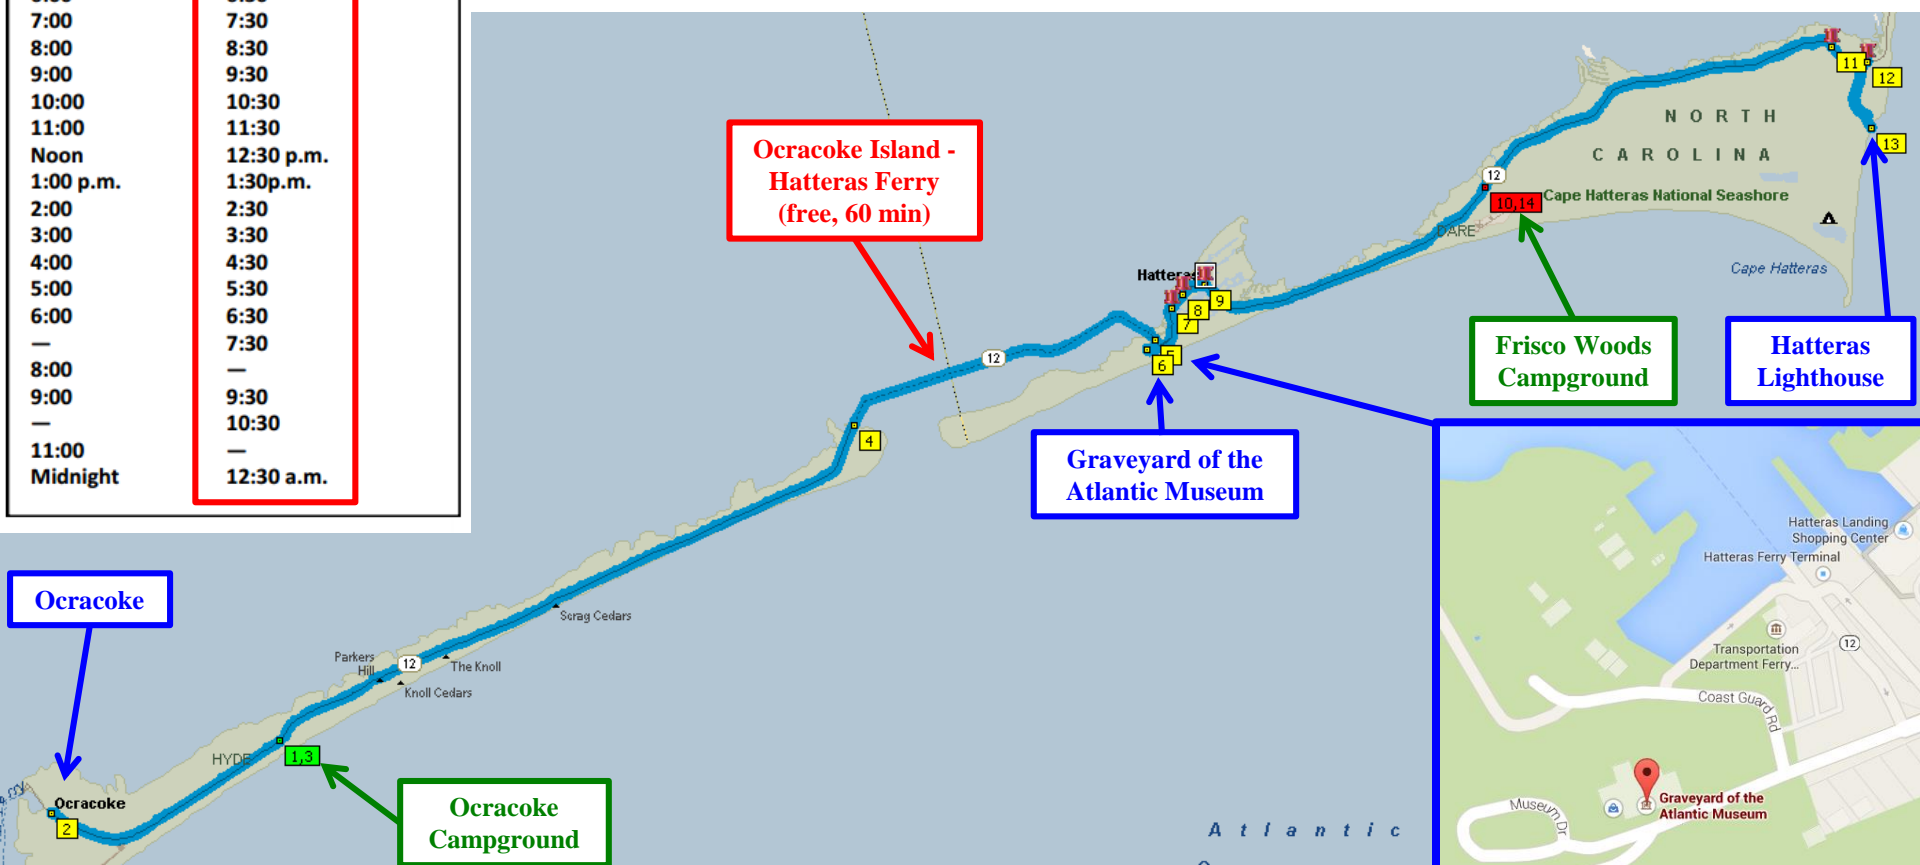 7:00 7:30
8:00 8:30
9:00 9:30
10:00 10:30
11:00 11:30
Noon 12:30 p.m.
1:00 p.m. 1:30p.m.
2:00 2:30
3:00 3:30
4:00 4:30
5:00 5:30
6:00 6:30
— 7:30
8:00 —
9:00 9:30
— 10:30
11:00 —
Midnight 12:30 a.m.
Ocracoke Island -
Hatteras Ferry
(free, 60 min)
11
12
13
NORTH
CAROLINA
12
10,14
Cape Hatteras National Seashore
DARE
Cape Hatteras
Hatteras
9
8
7
5
6
12
4
Frisco Woods
Campground
Hatteras
Lighthouse
Graveyard of the
Atlantic Museum
Ocracoke
Scrag Cedars
Parkers
Hill
12
The Knoll
Knoll Cedars
HYDE
1,3
Ocracoke
2
Ocracoke
Campground
Atlantic
Hatteras Landing
Shopping Center
Hatteras Ferry Terminal
Transportation
Department Ferry...
12
Coast Guard Rd
Museum Dr
Graveyard of the
Atlantic Museum